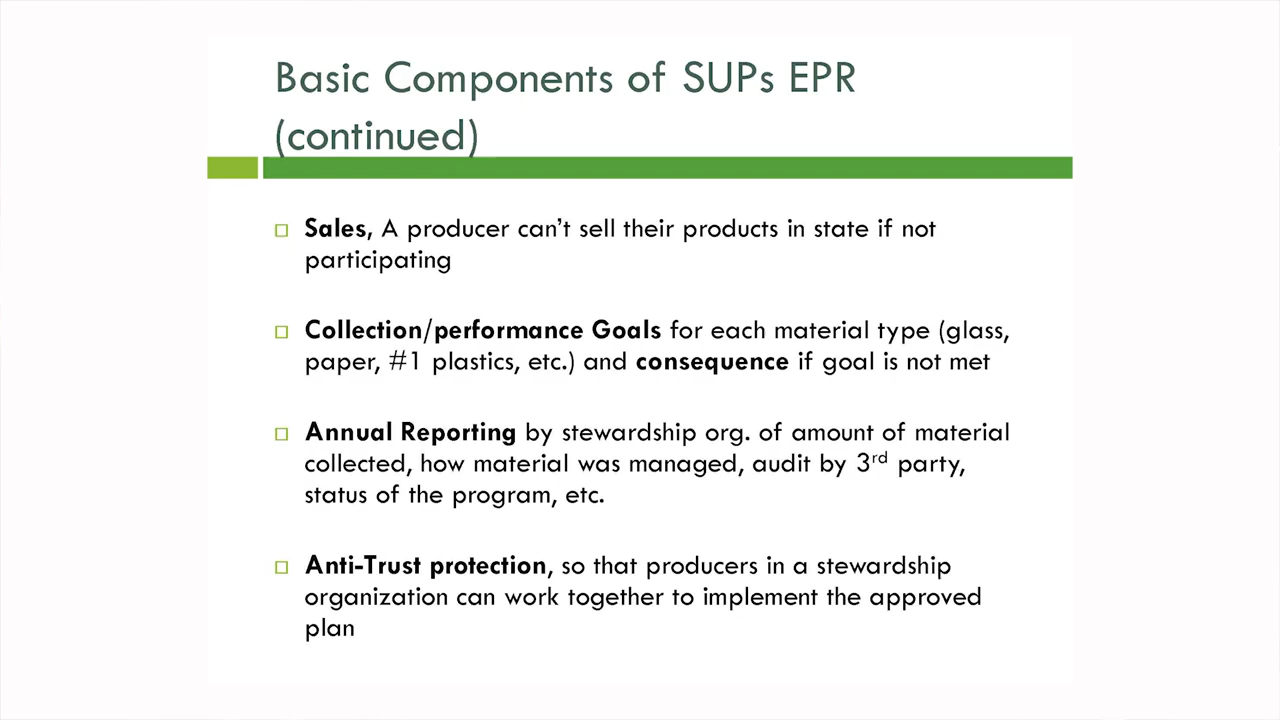 Basic Components of SUPs EPR
(continued)
Sales, A producer can’t sell their products in state if not
participating
Collection/performance Goals for each material type (glass,
paper, #1 plastics, etc.) and consequence if goal is not met
Annual Reporting by stewardship org. of amount of material
collected, how material was managed, audit by 3rd party,
status of the program, etc.
Anti-Trust protection, so that producers in a stewardship
organization can work together to implement the approved
plan